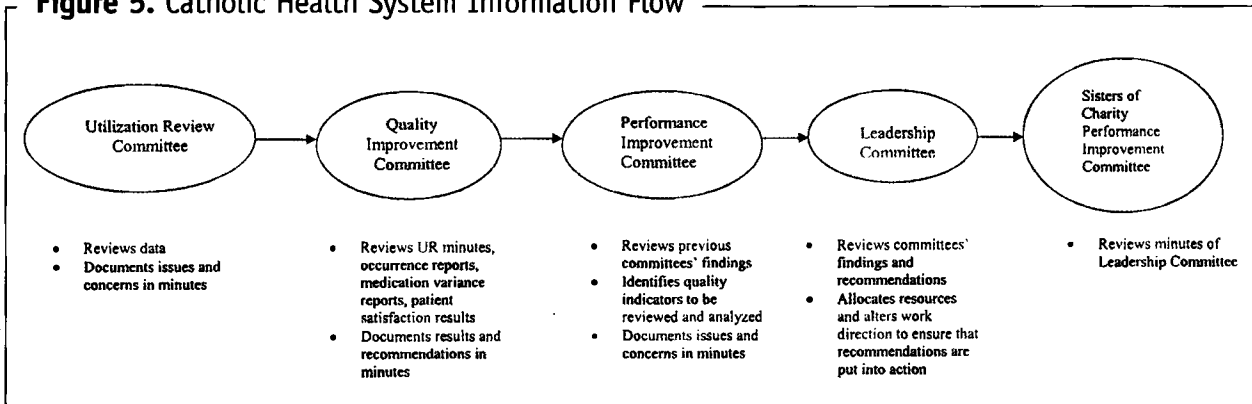 Figure 5. Catholic Health System Information Flow
Utilization Review
Committee
Quality
Improvement
Committee
Performance
Improvement
Committee
Leadership
Committee
Sisters of
Charity
Performance
Improvement
Committee
• Reviews data
• Documents issues and
concerns in minutes
• Reviews UR minutes,
occurrence reports,
medication variance
reports, patient
satisfaction results
• Documents results and
recommendations in
minutes
• Reviews previous
committees' findings
• Identifies quality
indicators to be
reviewed and analyzed
• Documents issues and
concerns in minutes
• Reviews committees'
findings and
recommendations
• Allocates resources
and alters work
direction to ensure that
recommendations are
put into action
• Reviews minutes of
Leadership Committee